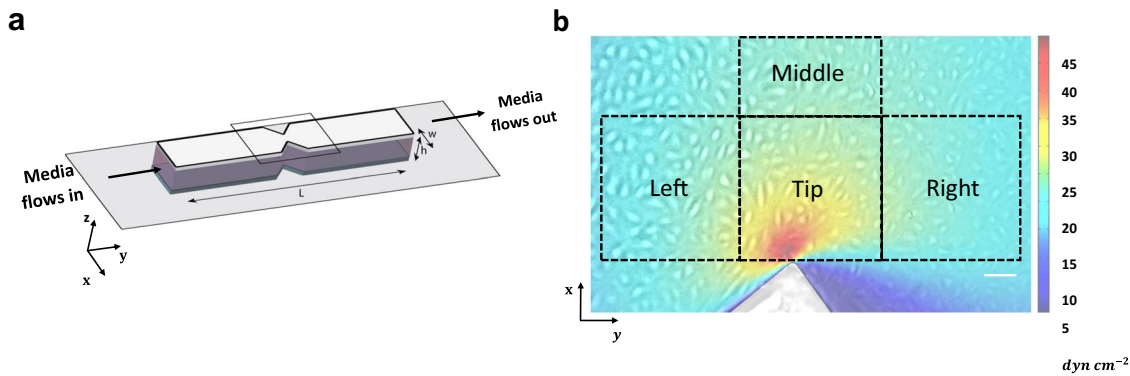 a
Media
flows in
Media
flows out
w
h
L
z
y
x
b
Middle
Left
Tip
Right
x
y
45
40
35
30
25
20
15
10
5
dyn cm⁻²